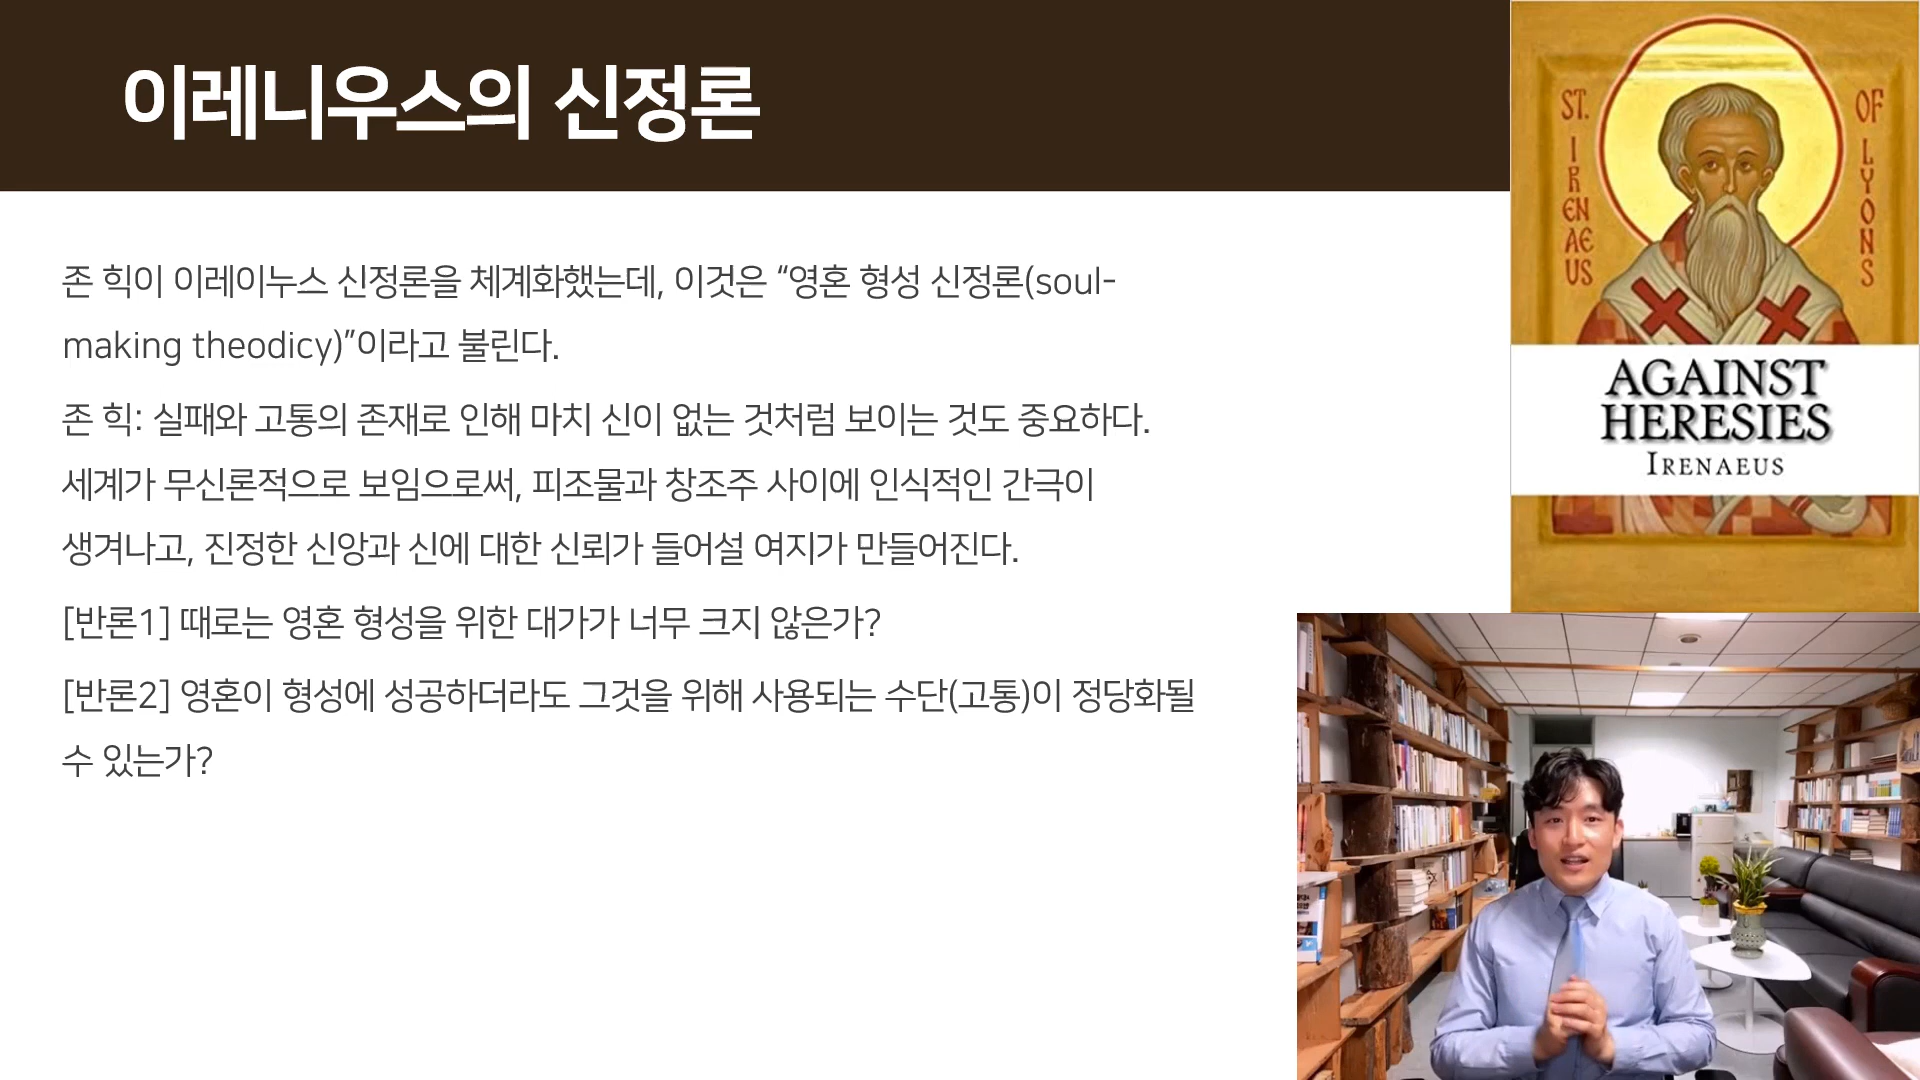 이레니우스의 신정론
존 힉이 이레이누스 신정론을 체계화했는데, 이것은 “영혼 형성 신정론(soul-
making theodicy)”이라고 불린다.
존 힉: 실패와 고통의 존재로 인해 마치 신이 없는 것처럼 보이는 것도 중요하다.
세계가 무신론적으로 보임으로써, 피조물과 창조주 사이에 인식적인 간극이
생겨나고, 진정한 신앙과 신에 대한 신뢰가 들어설 여지가 만들어진다.
[반론1] 때로는 영혼 형성을 위한 대가가 너무 크지 않은가?
[반론2] 영혼이 형성에 성공하더라도 그것을 위해 사용되는 수단(고통)이 정당화될
수 있는가?
ST. IRENAEUS
OF LYONS
AGAINST
HERESIES
IRENAEUS